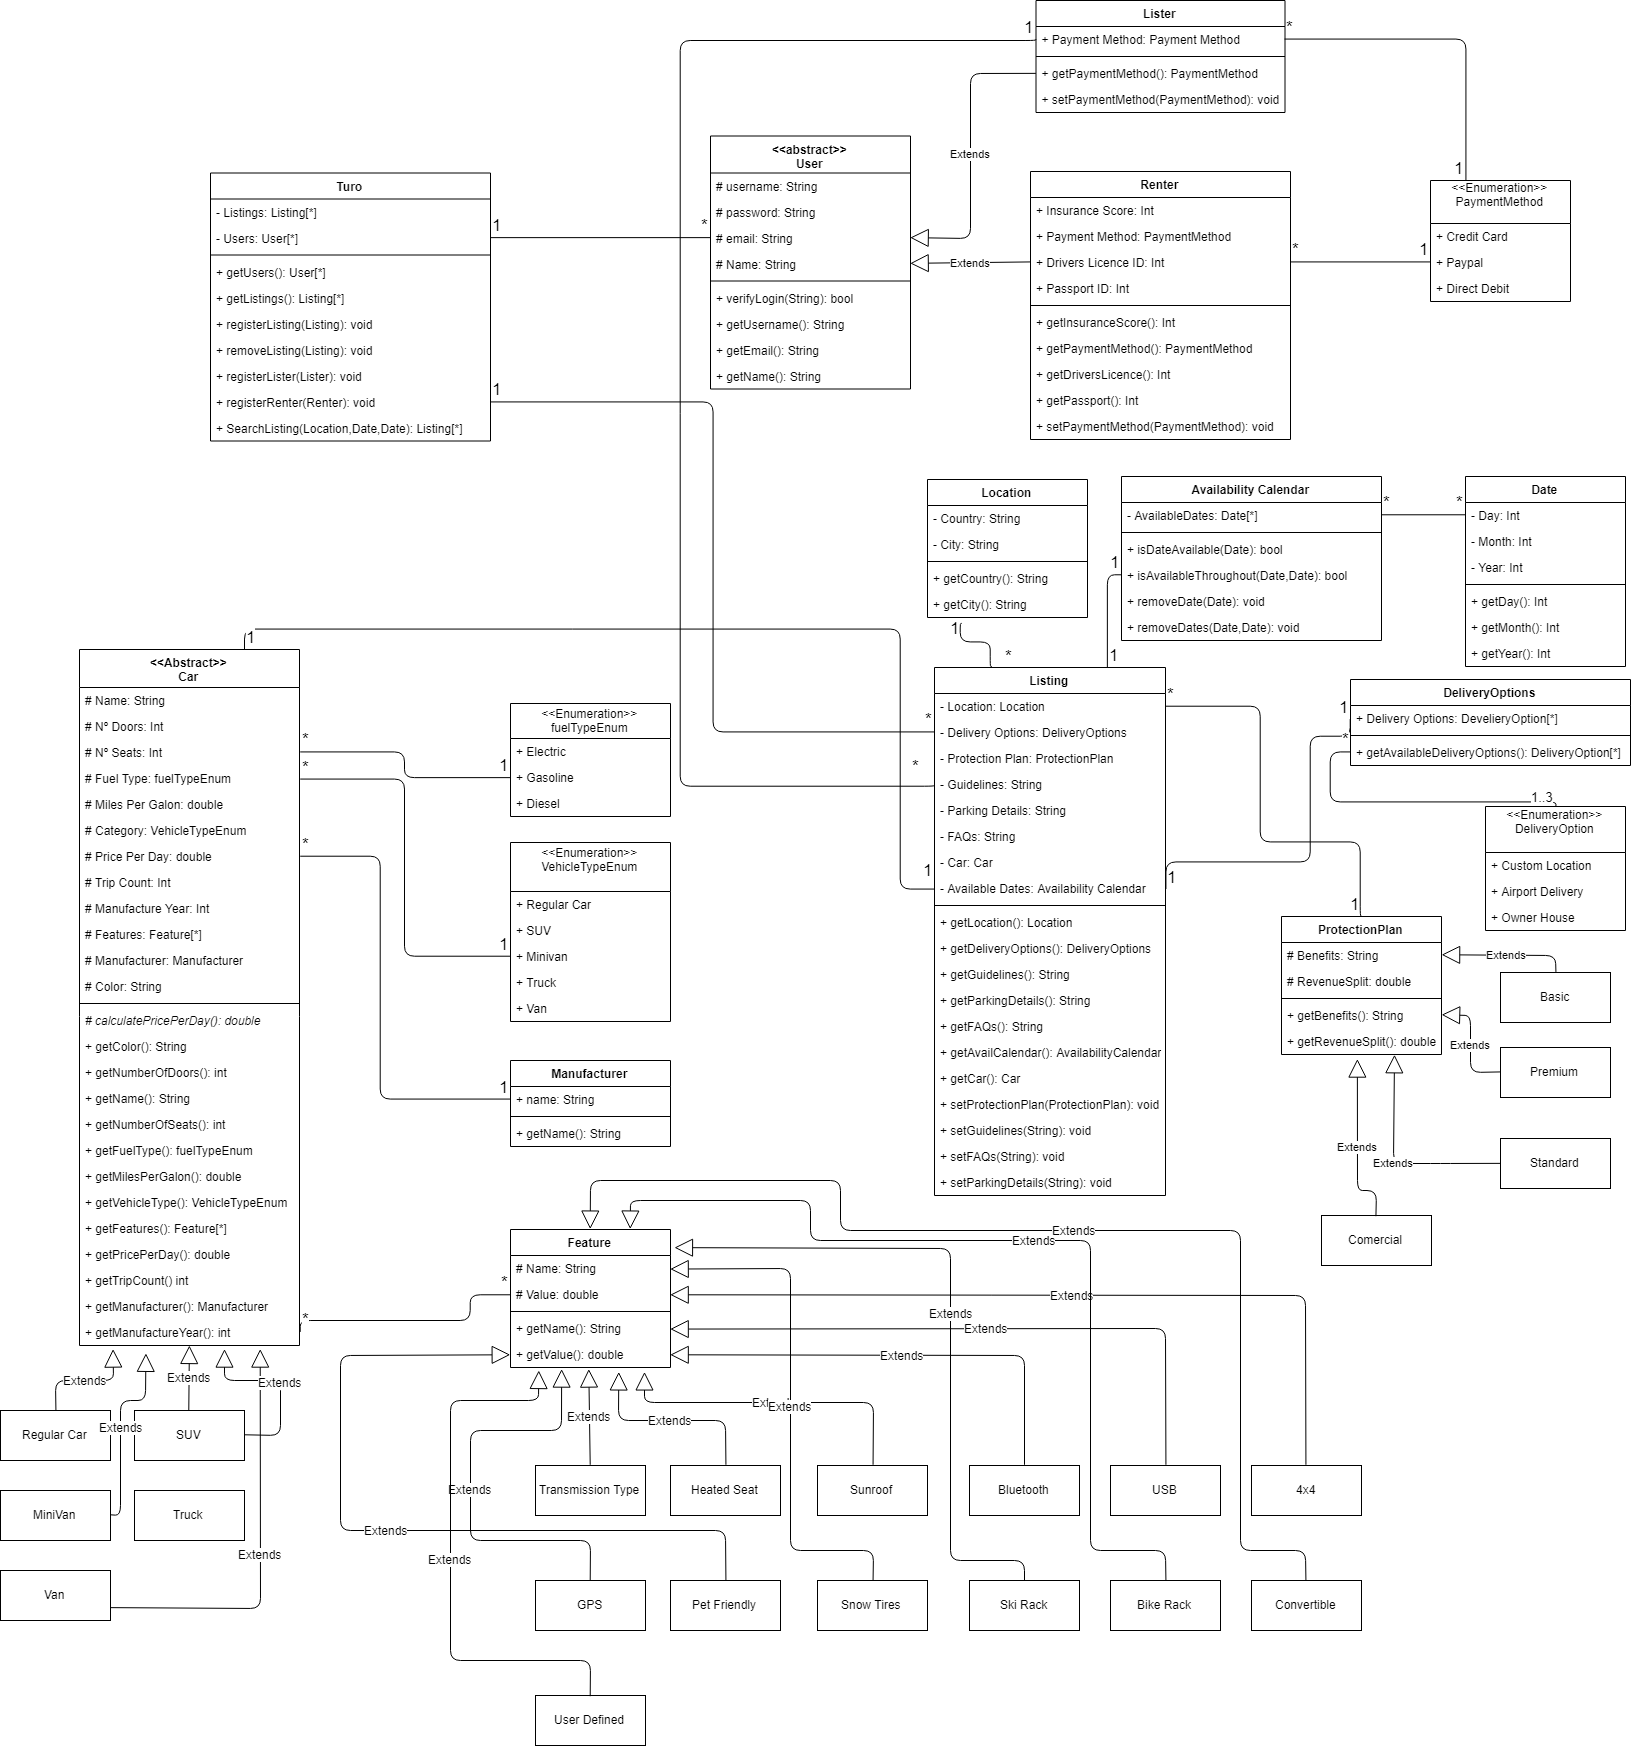 Lister
+ Payment Method: Payment Method
+ getPaymentMethod(): PaymentMethod
+ setPaymentMethod(PaymentMethod): void
1
*
Extends
<<abstract>>
User
# username: String
# password: String
# email: String
# Name: String
+ verifyLogin(String): bool
+ getUsername(): String
+ getEmail(): String
+ getName(): String
Turo
- Listings: Listing[*]
- Users: User[*]
+ getUsers(): User[*]
+ getListings(): Listing[*]
+ registerListing(Listing): void
+ removeListing(Listing): void
+ registerLister(Lister): void
+ registerRenter(Renter): void
+ SearchListing(Location,Date,Date): Listing[*]
1
*
1
Extends
Renter
+ Insurance Score: Int
+ Payment Method: PaymentMethod
+ Drivers Licence ID: Int
+ Passport ID: Int
+ getInsuranceScore(): Int
+ getPaymentMethod(): PaymentMethod
+ getDriversLicence(): Int
+ getPassport(): Int
+ setPaymentMethod(PaymentMethod): void
*
1
1
<<Enumeration>>
PaymentMethod
+ Credit Card
+ Paypal
+ Direct Debit
Location
- Country: String
- City: String
+ getCountry(): String
+ getCity(): String
1
*
Availability Calendar
- AvailableDates: Date[*]
+ isDateAvailable(Date): bool
+ isAvailableThroughout(Date,Date): bool
+ removeDate(Date): void
+ removeDates(Date,Date): void
*
*
1
1
Date
- Day: Int
- Month: Int
- Year: Int
+ getDay(): Int
+ getMonth(): Int
+ getYear(): Int
DeliveryOptions
+ Delivery Options: DevelieryOption[*]
+ getAvailableDeliveryOptions(): DeliveryOption[*]
1
*
1..3
<<Enumeration>>
DeliveryOption
+ Custom Location
+ Airport Delivery
+ Owner House
1
<<Abstract>>
Car
# Name: String
# Nº Doors: Int
# Nº Seats: Int
# Fuel Type: fuelTypeEnum
# Miles Per Galon: double
# Category: VehicleTypeEnum
# Price Per Day: double
# Trip Count: Int
# Manufacture Year: Int
# Features: Feature[*]
# Manufacturer: Manufacturer
# Color: String
# calculatePricePerDay(): double
+ getColor(): String
+ getNumberOfDoors(): int
+ getName(): String
+ getNumberOfSeats(): int
+ getFuelType(): fuelTypeEnum
+ getMilesPerGalon(): double
+ getVehicleType(): VehicleTypeEnum
+ getFeatures(): Feature[*]
+ getPricePerDay(): double
+ getTripCount() int
+ getManufacturer(): Manufacturer
+ getManufactureYear(): int
*
*
*
*
1
<<Enumeration>>
fuelTypeEnum
+ Electric
+ Gasoline
+ Diesel
1
<<Enumeration>>
VehicleTypeEnum
+ Regular Car
+ SUV
+ Minivan
+ Truck
+ Van
1
Manufacturer
+ name: String
+ getName(): String
*
*
1
Listing
- Location: Location
- Delivery Options: DeliveryOptions
- Protection Plan: ProtectionPlan
- Guidelines: String
- Parking Details: String
- FAQs: String
- Car: Car
- Available Dates: Availability Calendar
+ getLocation(): Location
+ getDeliveryOptions(): DeliveryOptions
+ getGuidelines(): String
+ getParkingDetails(): String
+ getFAQs(): String
+ getAvailCalendar(): AvailabilityCalendar
+ getCar(): Car
+ setProtectionPlan(ProtectionPlan): void
+ setGuidelines(String): void
+ setFAQs(String): void
+ setParkingDetails(String): void
*
1
1
ProtectionPlan
# Benefits: String
# RevenueSplit: double
+ getBenefits(): String
+ getRevenueSplit(): double
Extends
Basic
Extends
Premium
Extends
Extends
Standard
Comercial
*
Feature
# Name: String
# Value: double
+ getName(): String
+ getValue(): double
Extends
Extends
Extends
Extends
Extends
Extends
Extends
Extends
Extends
Extends
Extends
Extends
Regular Car
SUV
MiniVan
Truck
Extends
Van
Extends
Extends
Ext
Extends
Extends
Extends
Extends
Transmission Type
Heated Seat
Sunroof
Bluetooth
USB
4x4
GPS
Pet Friendly
Snow Tires
Ski Rack
Bike Rack
Convertible
User Defined